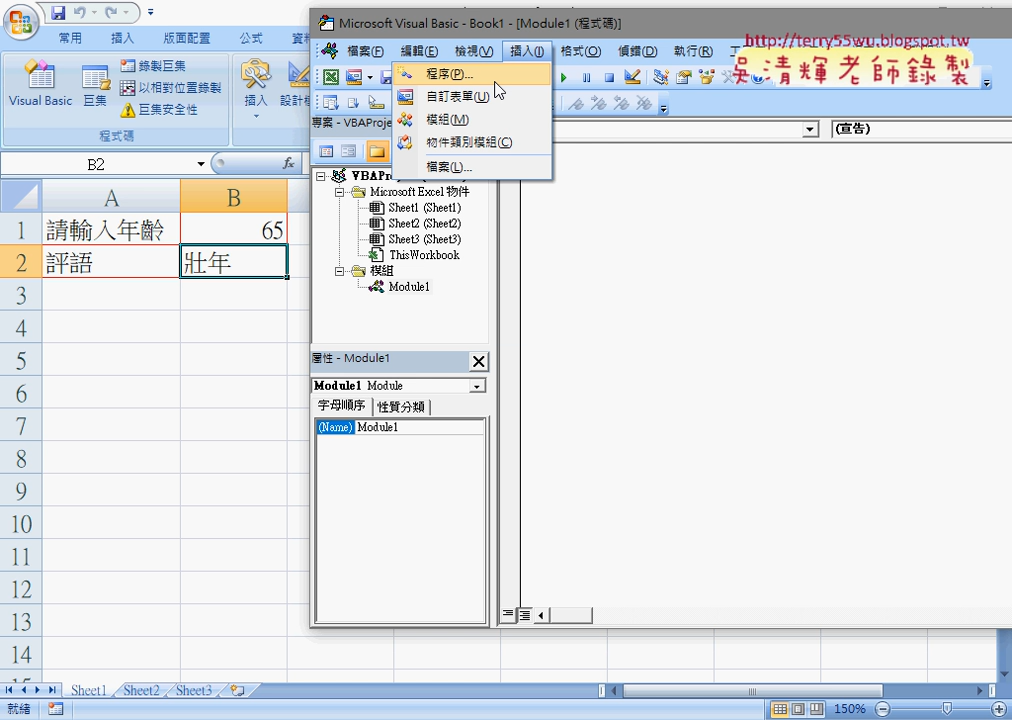 Microsoft Visual Basic - Book1 - [Module1 (程式碼)]
http://terry55wu.blogspot.tw
吳清輝老師錄製
常用 插入 版面配置 公式
檔案(F) 編輯(E) 檢視(V) 插入(I) 格式(O) 偵錯(D) 執行(R)
程序(P)...
自訂表單(U)
模組(M)
物件類別模組(C)
檔案(L)...
Visual Basic
巨集
錄製巨集
以相對位置錄製
巨集安全性
程式碼
插入
B2
fx
A B
1 請輸入年齡 65
2 評語 壯年
3
4
5
6
7
8
9
10
11
12
13
14
專案 - VBAProje
(宣告)
Microsoft Excel 物件
Sheet1 (Sheet1)
Sheet2 (Sheet2)
Sheet3 (Sheet3)
ThisWorkbook
模組
Module1
屬性 - Module1
Module1 Module
字母順序 性質分類
(Name) Module1
Sheet1 Sheet2 Sheet3
就緒
150%